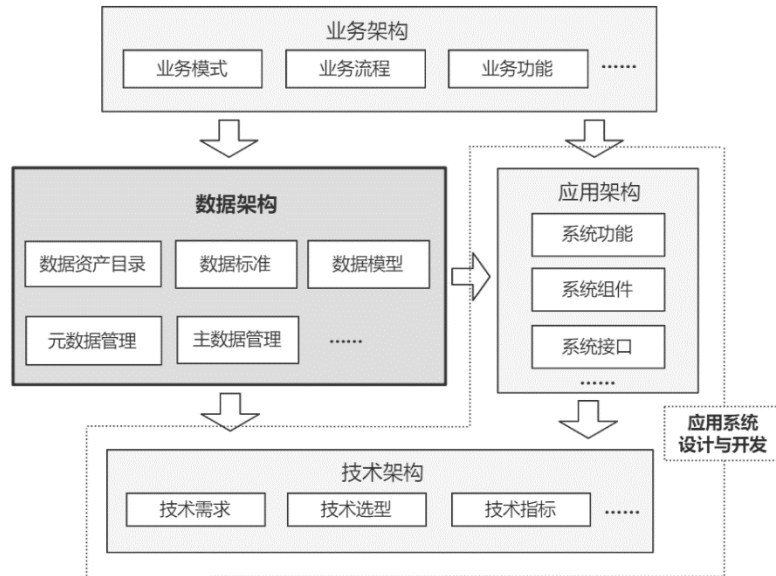 业务架构
业务模式 业务流程 业务功能 ……
数据架构
数据资产目录 数据标准 数据模型
元数据管理 主数据管理 ……
应用架构
系统功能
系统组件
系统接口
……
应用系统
设计与开发
技术架构
技术需求 技术选型 技术指标 ……